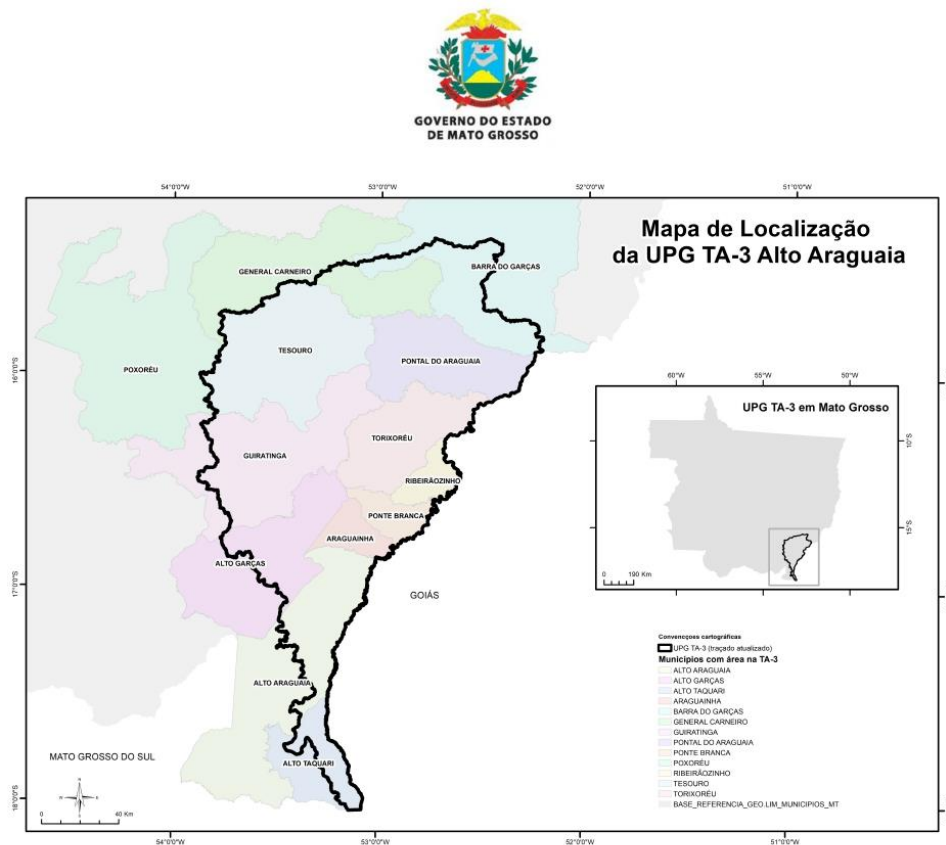 GOVERNO DO ESTADO
DE MATO GROSSO
54°0'0"W
53°0'0"W
52°0'0"W
51°0'0"W
Mapa de Localização
da UPG TA-3 Alto Araguaia
GENERAL CARNEIRO
BARRA DO GARÇAS
TESOURO
PONTAL DO ARAGUAIA
POXORÉU
16°0'0"S
60°W
55°W
50°W
UPG TA-3 em Mato Grosso
10°S
15°S
0 190 Km
TORIXORÉU
GUIRATINGA
RIBEIRÃOZINHO
PONTE BRANCA
ARAGUAINHA
ALTO GARÇAS
17°0'0"S
GOIÁS
Convencçoes cartográficas
UPG TA-3 (traçado atualizado)
Municipios com área na TA-3
ALTO ARAGUAIA
ALTO GARÇAS
ALTO TAQUARI
ARAGUAINHA
BARRA DO GARÇAS
GENERAL CARNEIRO
GUIRATINGA
PONTAL DO ARAGUAIA
PONTE BRANCA
POXORÉU
RIBEIRÃOZINHO
TESOURO
TORIXORÉU
BASE_REFERENCIA_GEO.LIM_MUNICIPIOS_MT
ALTO ARAGUAIA
MATO GROSSO DO SUL
ALTO TAQUARI
18°0'0"S
0 40 Km
54°0'0"W
53°0'0"W
52°0'0"W
51°0'0"W